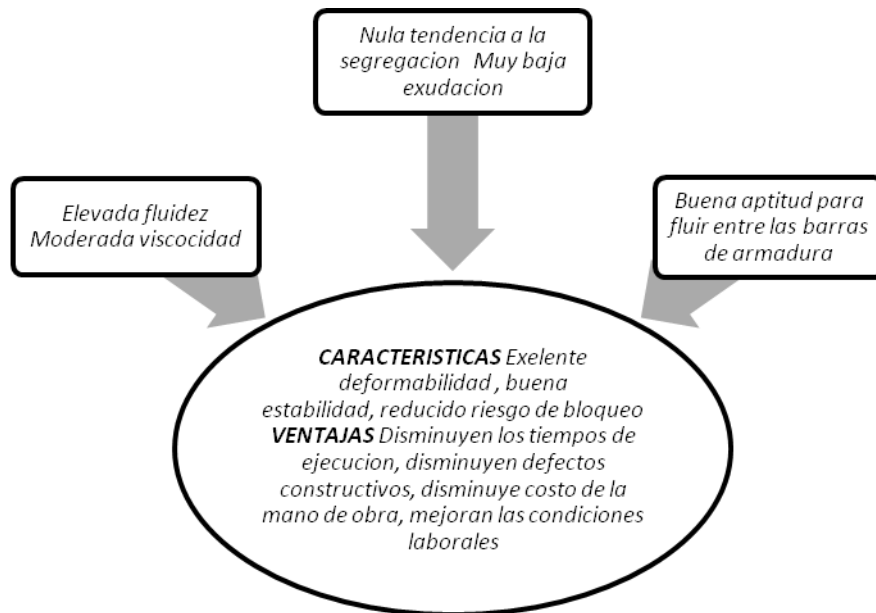 Nula tendencia a la
segregacion Muy baja
exudacion
Elevada fluidez
Moderada viscocidad
Buena aptitud para
fluir entre las barras
de armadura
CARACTERISTICAS Exelente
deformabilidad , buena
estabilidad, reducido riesgo de bloqueo
VENTAJAS Disminuyen los tiempos de
ejecucion, disminuyen defectos
constructivos, disminuye costo de la
mano de obra, mejoran las condiciones
laborales